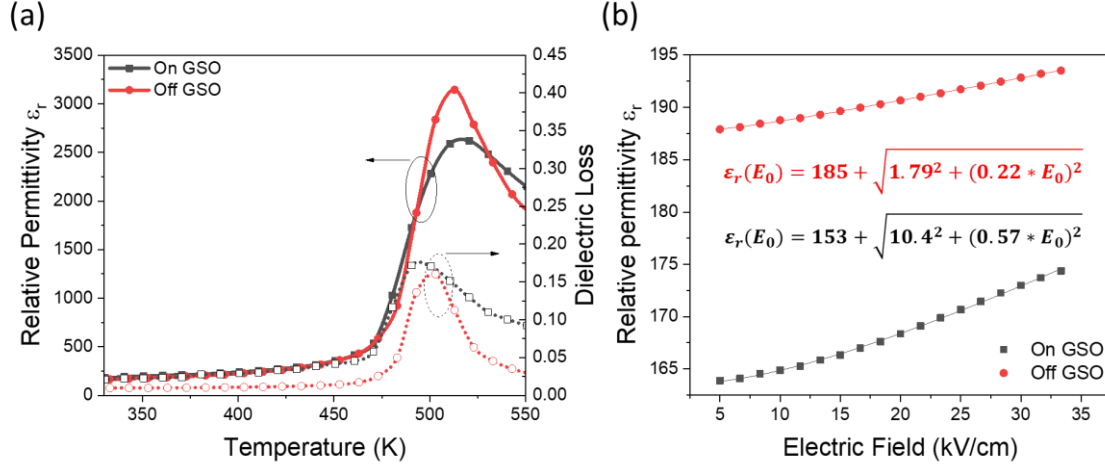 (a)
(b)
3500
3000
2500
2000
1500
1000
500
0
Relative Permittivity εr
On GSO
Off GSO
0.45
0.40
0.35
0.30
0.25
0.20
0.15
0.10
0.05
0.00
Dielectric Loss
350 400 450 500 550
Temperature (K)
195
190
185
175
170
165
Relative permittivity εr
εr(E0) = 185 + √1.79² + (0.22 * E0)²
εr(E0) = 153 + √10.4² + (0.57 * E0)²
On GSO
Off GSO
5 10 15 20 25 30 35
Electric Field (kV/cm)